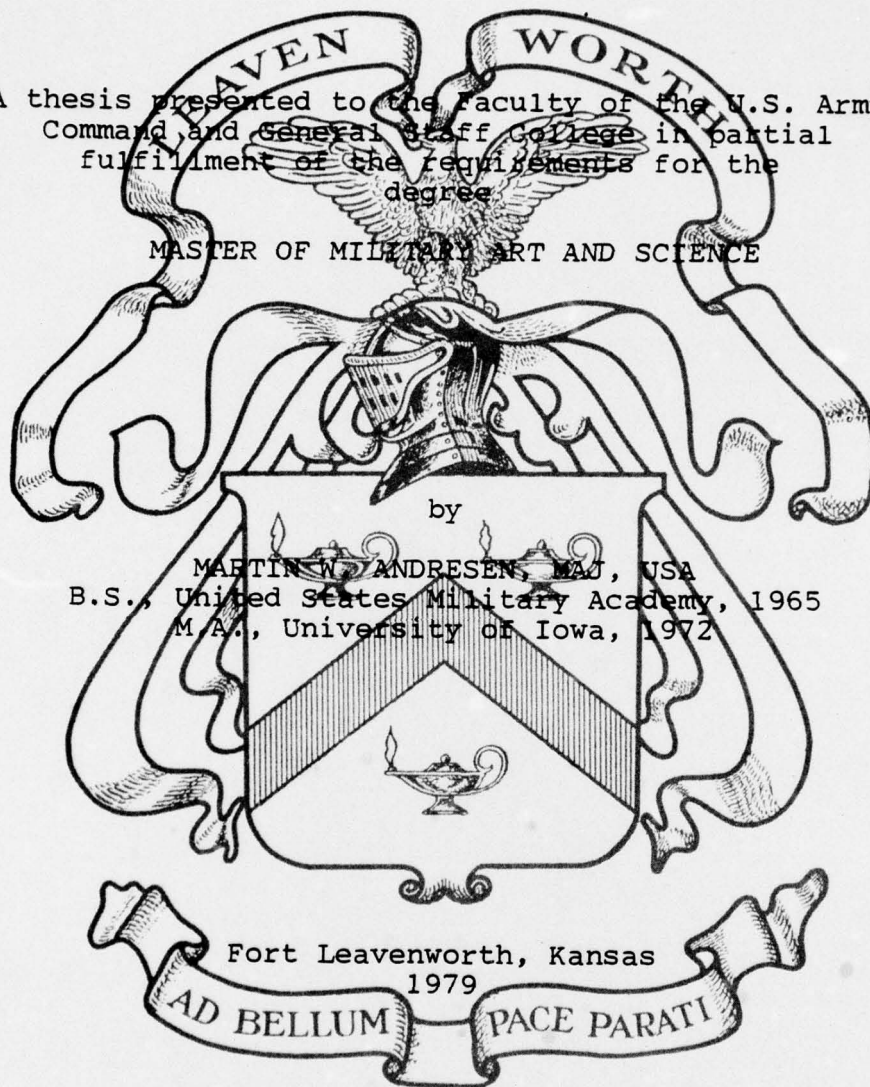 LEAVEN WORTH
A thesis presented to the Faculty of the U.S. Arm
Command and General Staff College in partial
fulfillment of the requirements for the
degree
MASTER OF MILITARY ART AND SCIENCE
by
MARTIN W. ANDRESEN, MAJ, USA
B.S., United States Military Academy, 1965
M.A., University of Iowa, 1972
Fort Leavenworth, Kansas
1979
AD BELLUM PACE PARATI